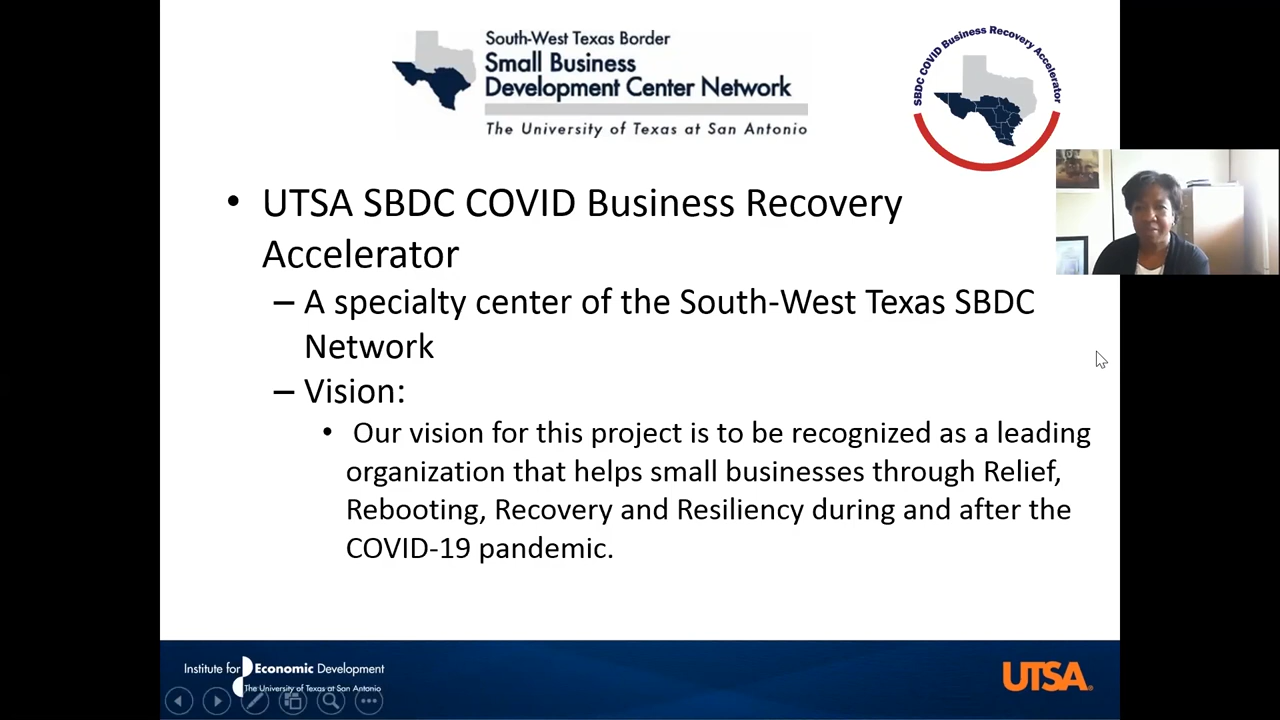 South-West Texas Border
Small Business
Development Center Network
The University of Texas at San Antonio
SBDC COVID Business Recovery Accelerator
• UTSA SBDC COVID Business Recovery
Accelerator
– A specialty center of the South-West Texas SBDC
Network
– Vision:
• Our vision for this project is to be recognized as a leading
organization that helps small businesses through Relief,
Rebooting, Recovery and Resiliency during and after the
COVID-19 pandemic.
Institute for Economic Development
The University of Texas at San Antonio
UTSA